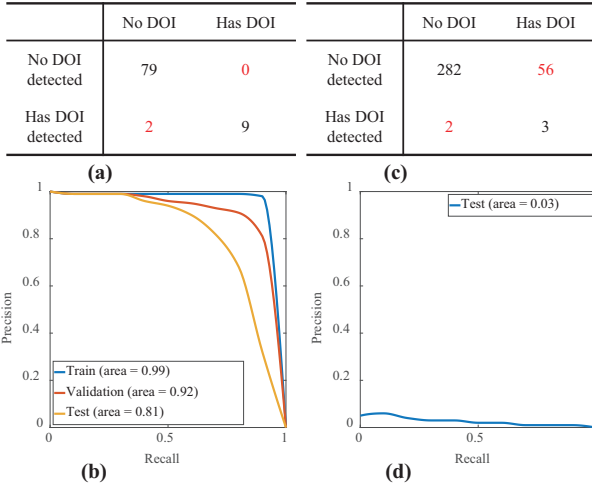 No DOI Has DOI
No DOI
detected
79 0
Has DOI
detected
2 9
(a)
No DOI Has DOI
No DOI
detected
282 56
Has DOI
detected
2 3
(c)
1
0.8
0.6
0.4
0.2
0
Precision
Train (area = 0.99)
Validation (area = 0.92)
Test (area = 0.81)
0 0.5 1
Recall
(b)
1
0.8
0.6
0.4
0.2
0
Precision
Test (area = 0.03)
0 0.5
Recall
(d)